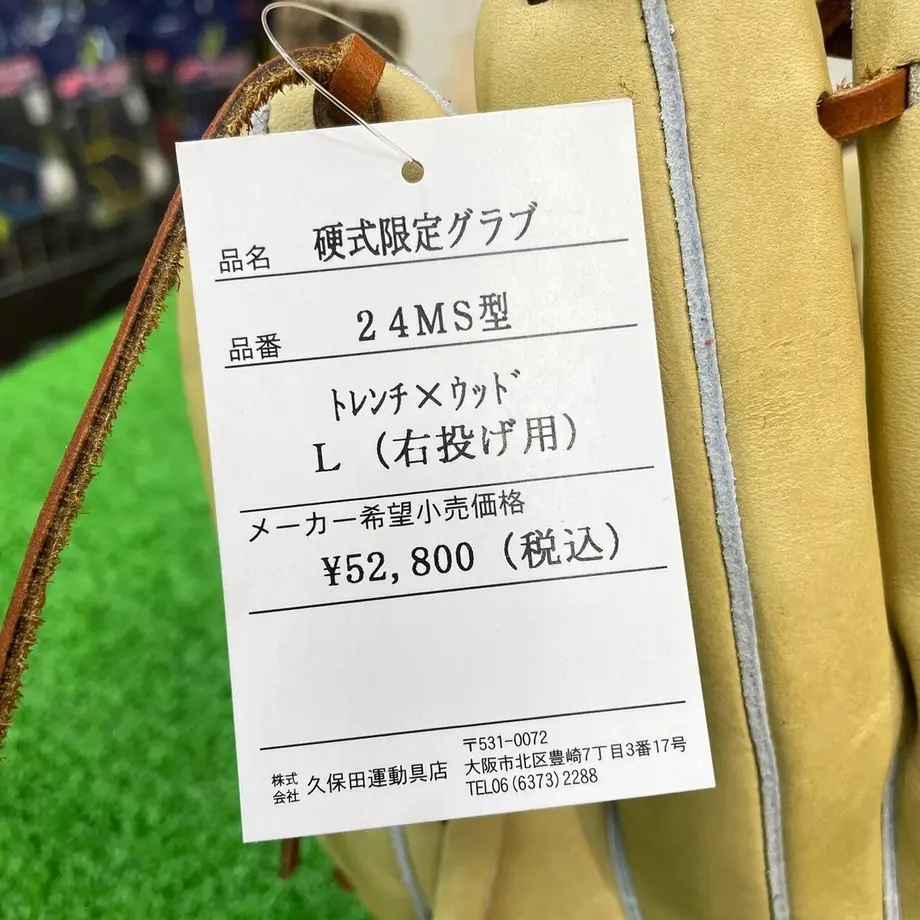 品名 硬式限定グラブ
品番 24MS型
ﾄﾚﾝﾁ×ｳｯﾄﾞ
L (右投げ用)
メーカー希望小売価格
¥52,800 (税込)
株式会社 久保田運動具店
〒531-0072
大阪市北区豊崎7丁目3番17号
TEL06(6373)2288